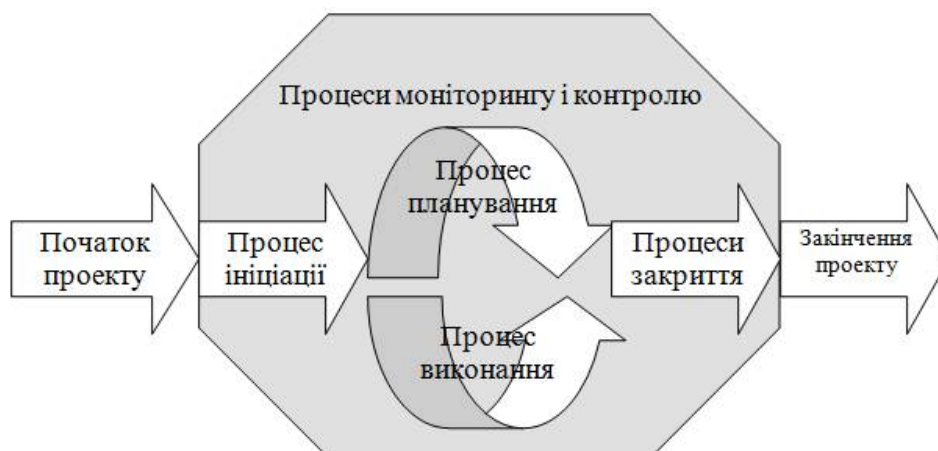 Процеси моніторингу і контролю
Початок
проекту
Процес
ініціації
Процес
планування
Процес
виконання
Процеси
закриття
Закінчення
проекту